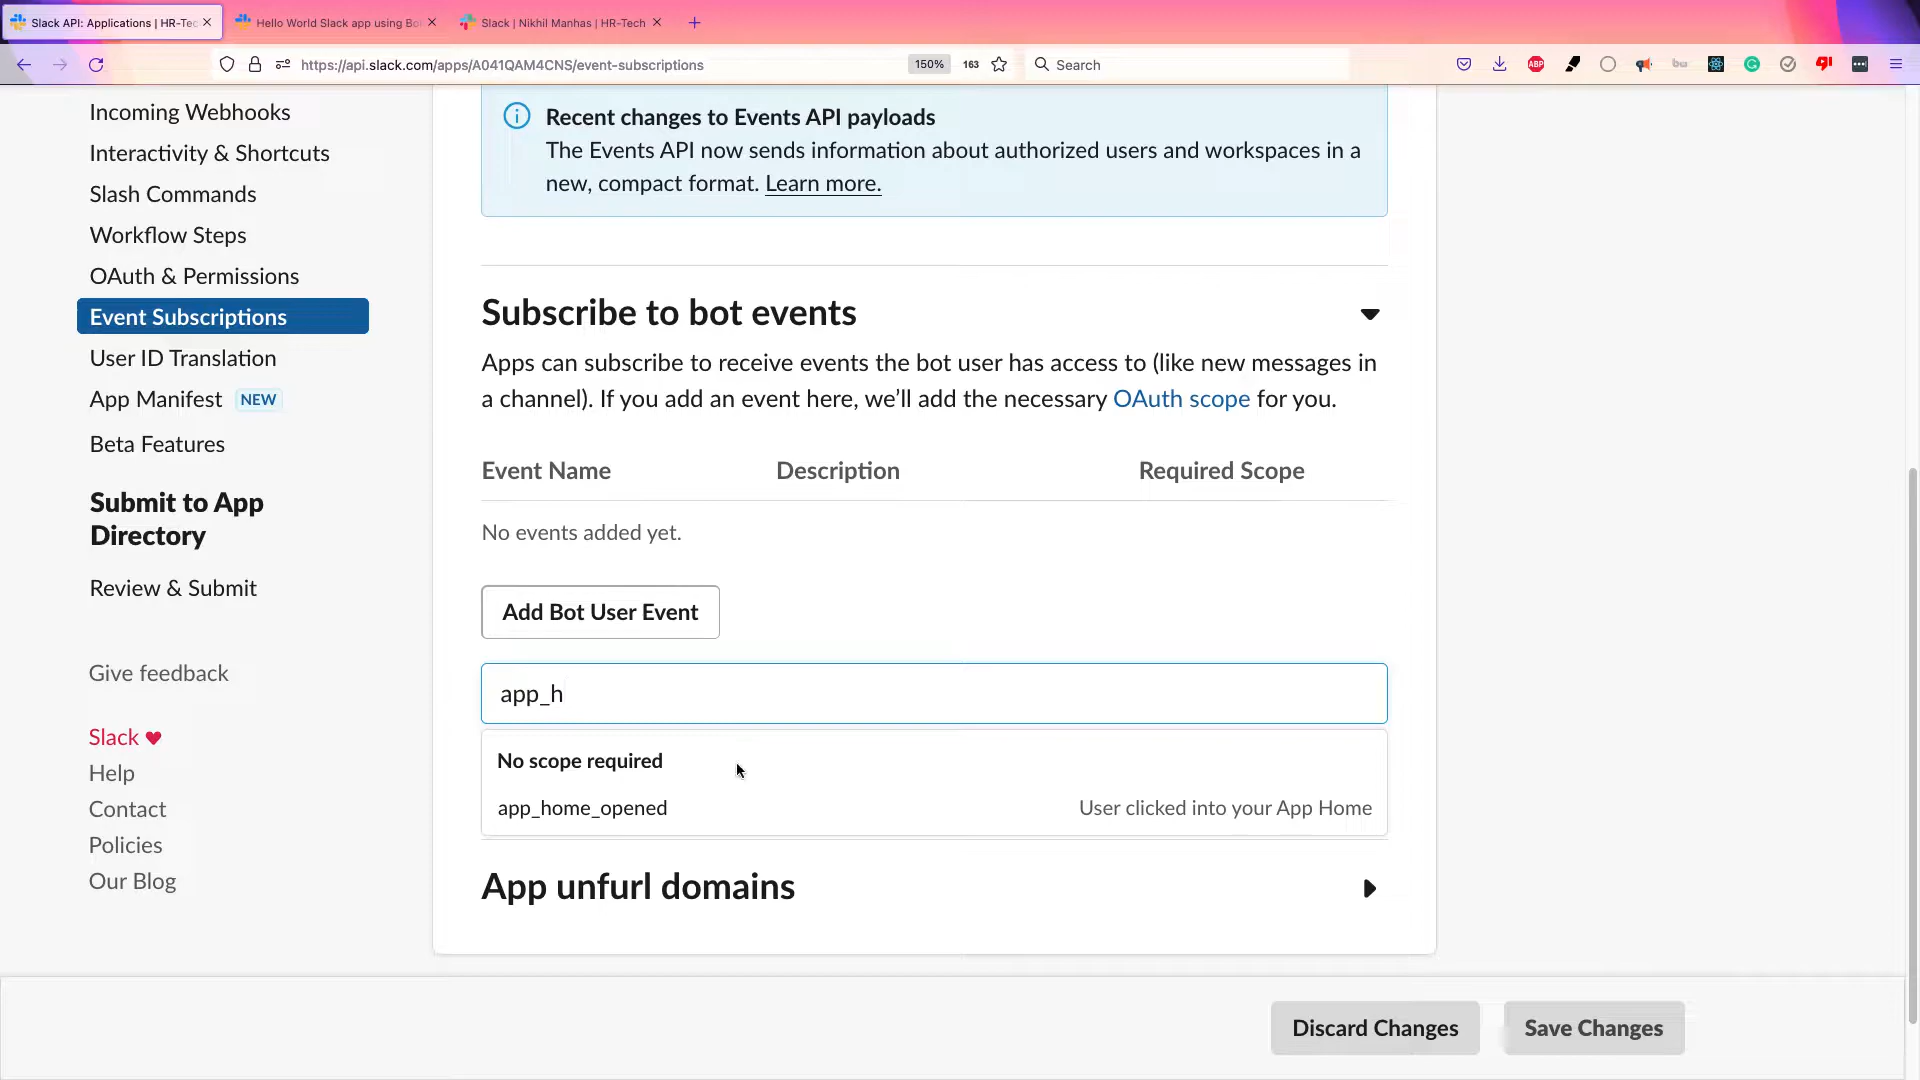 Slack API: Applications | HR-Tec
Hello World Slack app using Bol
Slack | Nikhil Manhas | HR-Tech
https://api.slack.com/apps/A041QAM4CNS/event-subscriptions
150%
163
Search
ABP
Incoming Webhooks
Interactivity & Shortcuts
Slash Commands
Workflow Steps
OAuth & Permissions
Event Subscriptions
User ID Translation
App Manifest NEW
Beta Features
Submit to App
Directory
Review & Submit
Give feedback
Slack
Help
Contact
Policies
Our Blog
Recent changes to Events API payloads
The Events API now sends information about authorized users and workspaces in a
new, compact format. Learn more.
Subscribe to bot events
Apps can subscribe to receive events the bot user has access to (like new messages in
a channel). If you add an event here, we’ll add the necessary OAuth scope for you.
Event Name Description Required Scope
No events added yet.
Add Bot User Event
app_h
No scope required
app_home_opened User clicked into your App Home
App unfurl domains
Discard Changes Save Changes